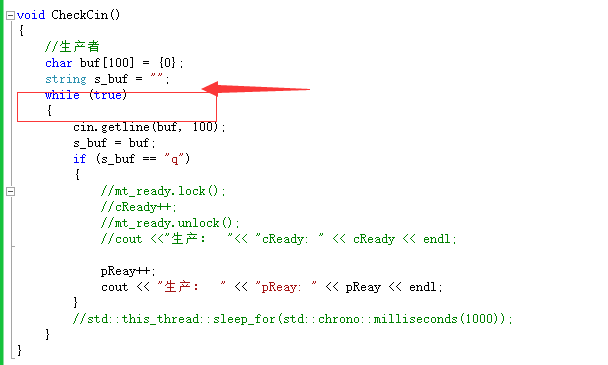 void CheckCin()
{
//生产者
char buf[100] = {0};
string s_buf = "";
while (true)
{
cin.getline(buf, 100);
s_buf = buf;
if (s_buf == "q")
{
//mt_ready.lock();
//cReady++;
//mt_ready.unlock();
//cout <<"生产：  "<< "cReady: " << cReady << endl;
pReay++;
cout << "生产：  " << "pReay: " << pReay << endl;
}
//std::this_thread::sleep_for(std::chrono::milliseconds(1000));
}
}